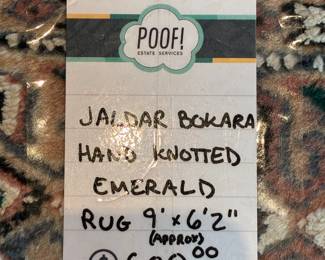 POOF!
ESTATE SERVICES
JALDAR BOKARA
HAND KNOTTED
EMERALD
RUG 9' x 6'2"
(APPROX)